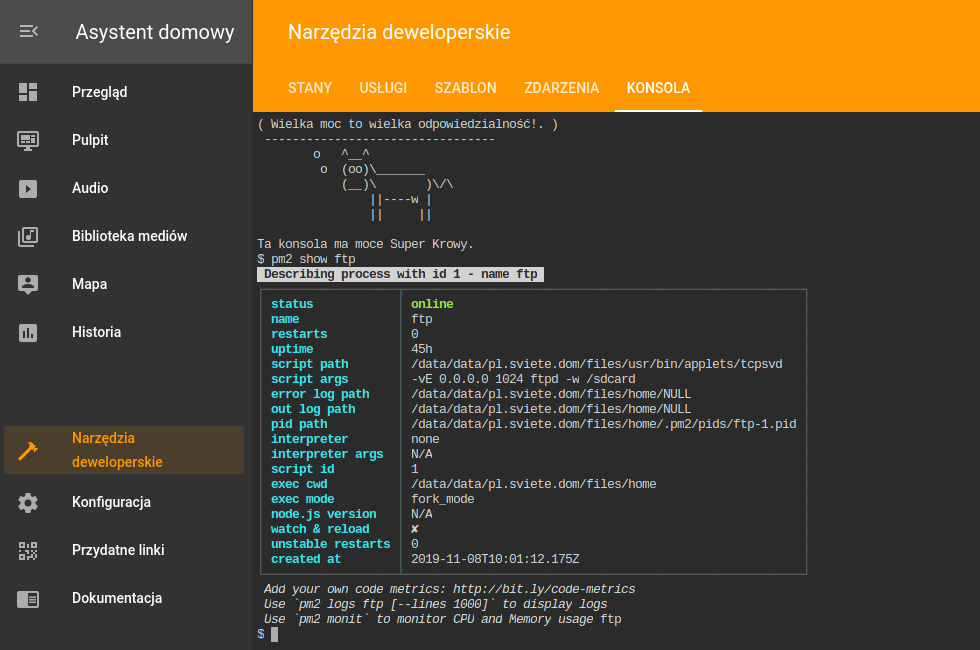 Asystent domowy
Przegląd
Pulpit
Audio
Biblioteka mediów
Mapa
Historia
Narzędzia
deweloperskie
Konfiguracja
Przydatne linki
Dokumentacja
Narzędzia deweloperskie
STANY USŁUGI SZABLON ZDARZENIA KONSOLA
( Wielka moc to wielka odpowiedzialność!. )
 ---------------------------------
        o   ^__^
         o  (oo)\_______
            (__)\       )\/\
                ||----w |
                ||     ||
Ta konsola ma moce Super Krowy.
$ pm2 show ftp
Describing process with id 1 - name ftp
status online
name ftp
restarts 0
uptime 45h
script path /data/data/pl.sviete.dom/files/usr/bin/applets/tcpsvd
script args -vE 0.0.0.0 1024 ftpd -w /sdcard
error log path /data/data/pl.sviete.dom/files/home/NULL
out log path /data/data/pl.sviete.dom/files/home/NULL
pid path /data/data/pl.sviete.dom/files/home/.pm2/pids/ftp-1.pid
interpreter none
interpreter args N/A
script id 1
exec cwd /data/data/pl.sviete.dom/files/home
exec mode fork_mode
node.js version N/A
watch & reload ✘
unstable restarts 0
created at 2019-11-08T10:01:12.175Z
Add your own code metrics: http://bit.ly/code-metrics
Use `pm2 logs ftp [--lines 1000]` to display logs
Use `pm2 monit` to monitor CPU and Memory usage ftp
$